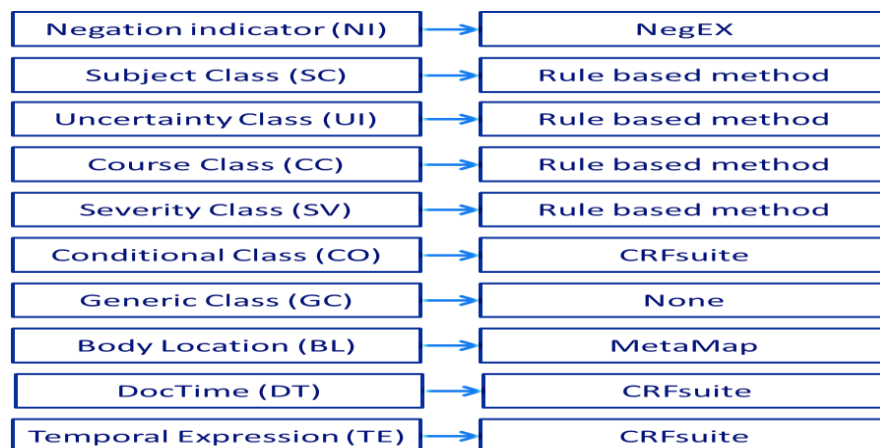 Negation indicator (NI) NegEX
Subject Class (SC) Rule based method
Uncertainty Class (UI) Rule based method
Course Class (CC) Rule based method
Severity Class (SV) Rule based method
Conditional Class (CO) CRFsuite
Generic Class (GC) None
Body Location (BL) MetaMap
DocTime (DT) CRFsuite
Temporal Expression (TE) CRFsuite